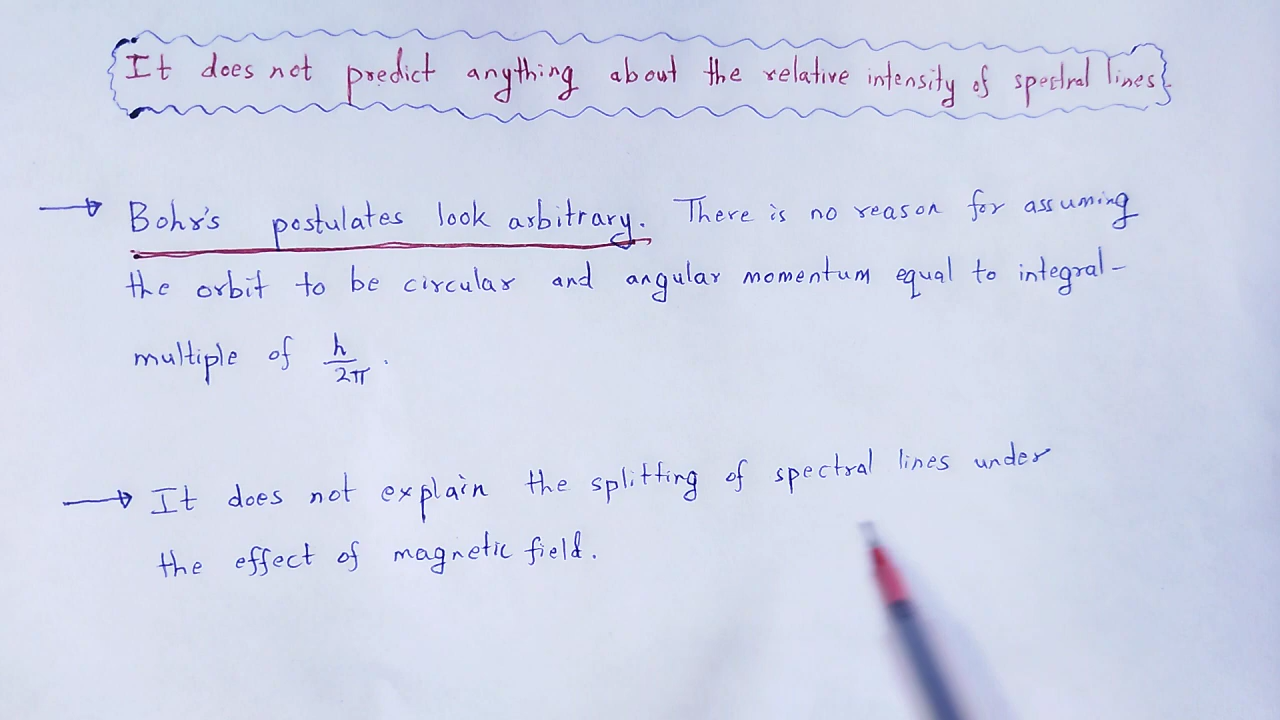 It does not predict anything about the relative intensity of spectral lines
→ Bohr's postulates look arbitrary. There is no reason for assuming
the orbit to be circular and angular momentum equal to integral-
multiple of h/2π.
→ It does not explain the splitting of spectral lines under
the effect of magnetic field.